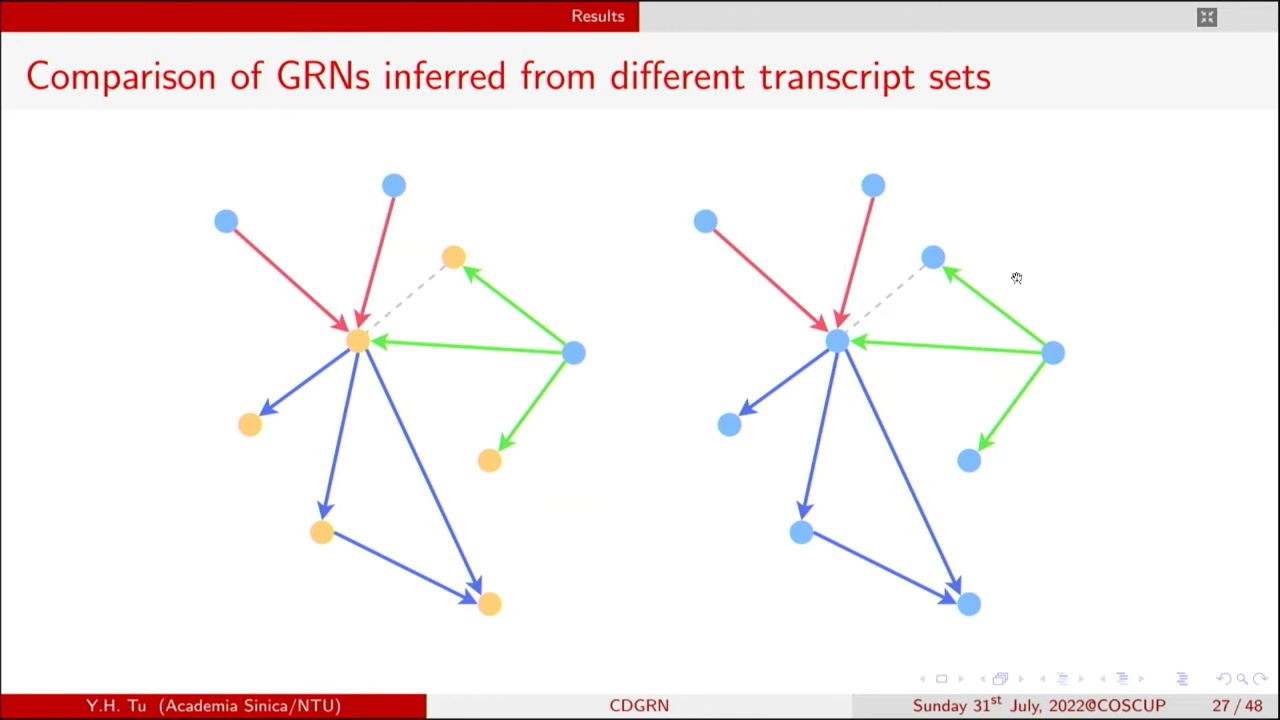 Results
Comparison of GRNs inferred from different transcript sets
Y.H. Tu (Academia Sinica/NTU)
CDGRN
Sunday 31st July, 2022@COSCUP
27 / 48